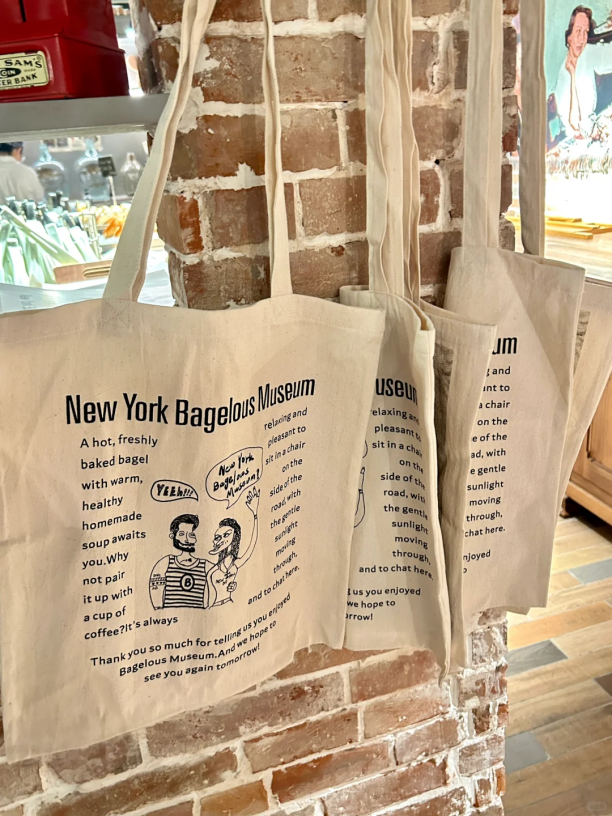 SAM'S
New York Bagelous Museum
A hot, freshly
baked bagel
with warm,
healthy
homemade
soup awaits
you.Why
not pair
it up with
a cup of
coffee?It's always
relaxing and
pleasant to
sit in a chair
on the
side of the
road, with
the gentle
sunlight
moving
through,
and to chat here.
YEEh!!!
New York
Bagelous
Museum?
B
Thank you so much for telling us you enjoyed
Bagelous Museum.And we hope to
see you again tomorrow!
useum
relaxing and
pleasant to
sit in a chair
on the
side of the
road, with
the gentle
sunlight
moving
through,
and to chat here.
g us you enjoyed
we hope to
orrow!
um
g and
ant to
a chair
on the
e of the
ad, with
e gentle
sunlight
moving
through,
chat here.
enjoyed